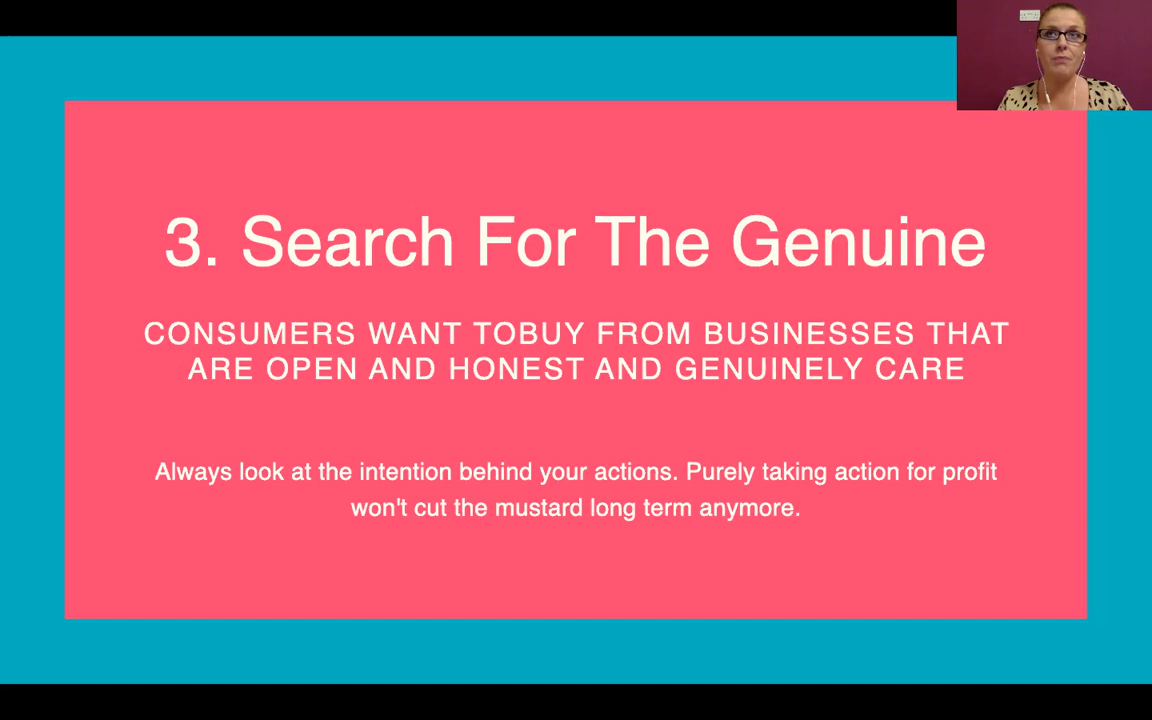 3. Search For The Genuine
CONSUMERS WANT TOBUY FROM BUSINESSES THAT
ARE OPEN AND HONEST AND GENUINELY CARE
Always look at the intention behind your actions. Purely taking action for profit
won't cut the mustard long term anymore.